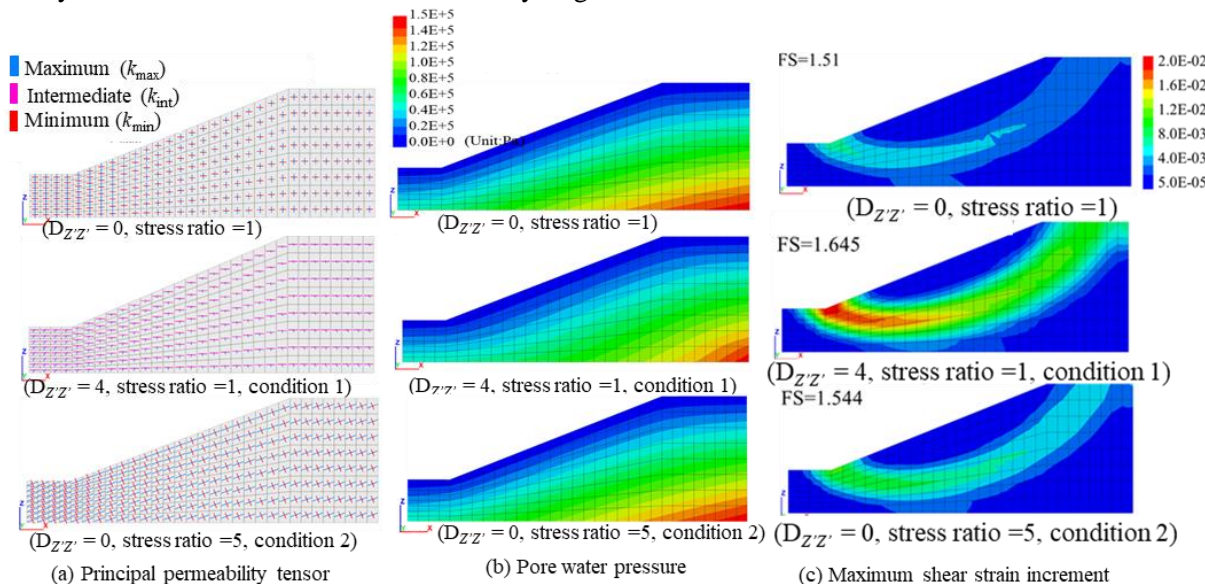 Maximum (kmax)
Intermediate (kint)
Minimum (kmin)
(DZ'Z' = 0, stress ratio =1)
(DZ'Z' = 4, stress ratio =1, condition 1)
(DZ'Z' = 0, stress ratio =5, condition 2)
(a) Principal permeability tensor
1.5E+5
1.4E+5
1.2E+5
1.0E+5
0.8E+5
0.6E+5
0.4E+5
0.2E+5
0.0E+0 (Unit:Pa)
(DZ'Z' = 0, stress ratio =1)
(DZ'Z' = 4, stress ratio =1, condition 1)
(DZ'Z' = 0, stress ratio =5, condition 2)
(b) Pore water pressure
FS=1.51
2.0E-02
1.6E-02
1.2E-02
8.0E-03
4.0E-03
5.0E-05
(DZ'Z' = 0, stress ratio =1)
FS=1.645
(DZ'Z' = 4, stress ratio =1, condition 1)
FS=1.544
(DZ'Z' = 0, stress ratio =5, condition 2)
(c) Maximum shear strain increment